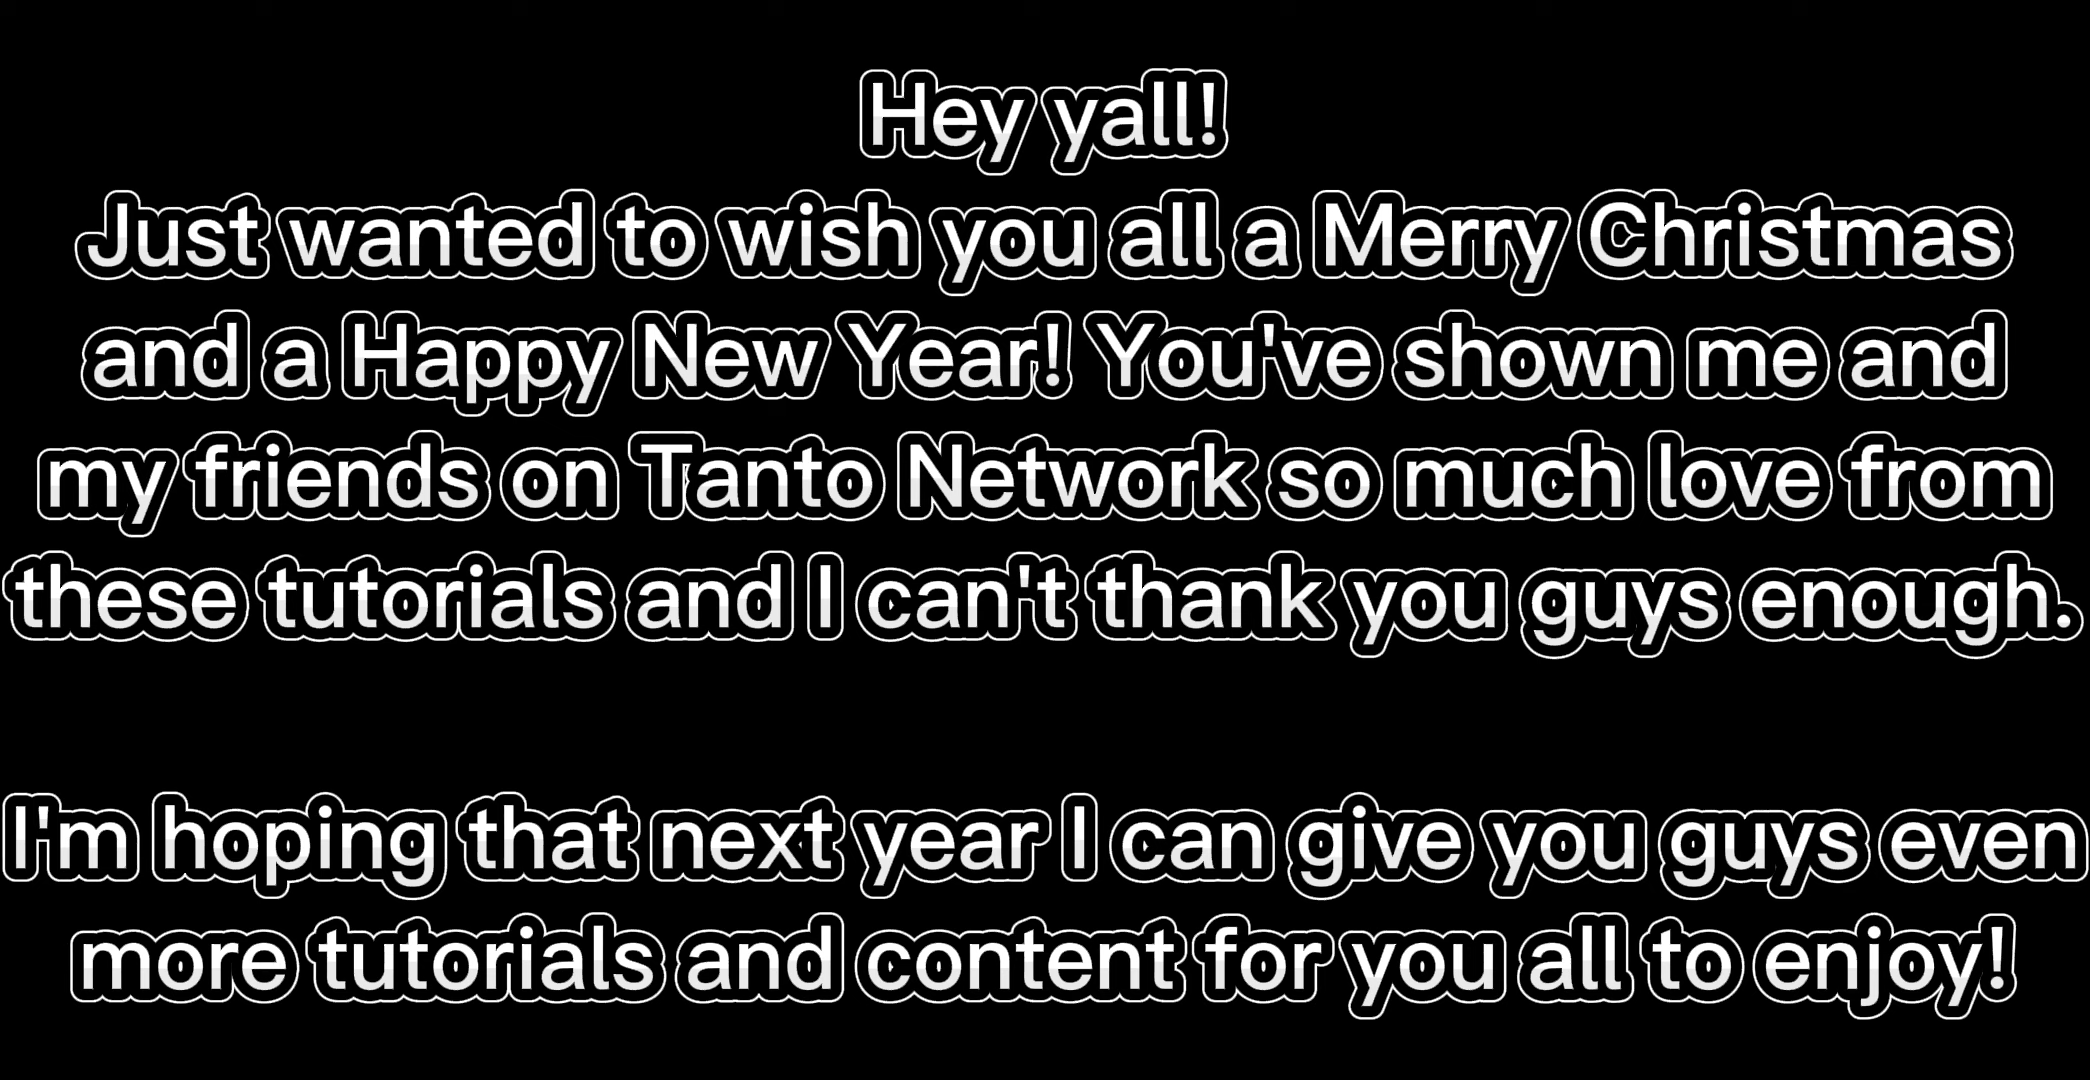 Hey yall!
Just wanted to wish you all a Merry Christmas
and a Happy New Year! You've shown me and
my friends on Tanto Network so much love from
these tutorials and I can't thank you guys enough.
I'm hoping that next year I can give you guys even
more tutorials and content for you all to enjoy!